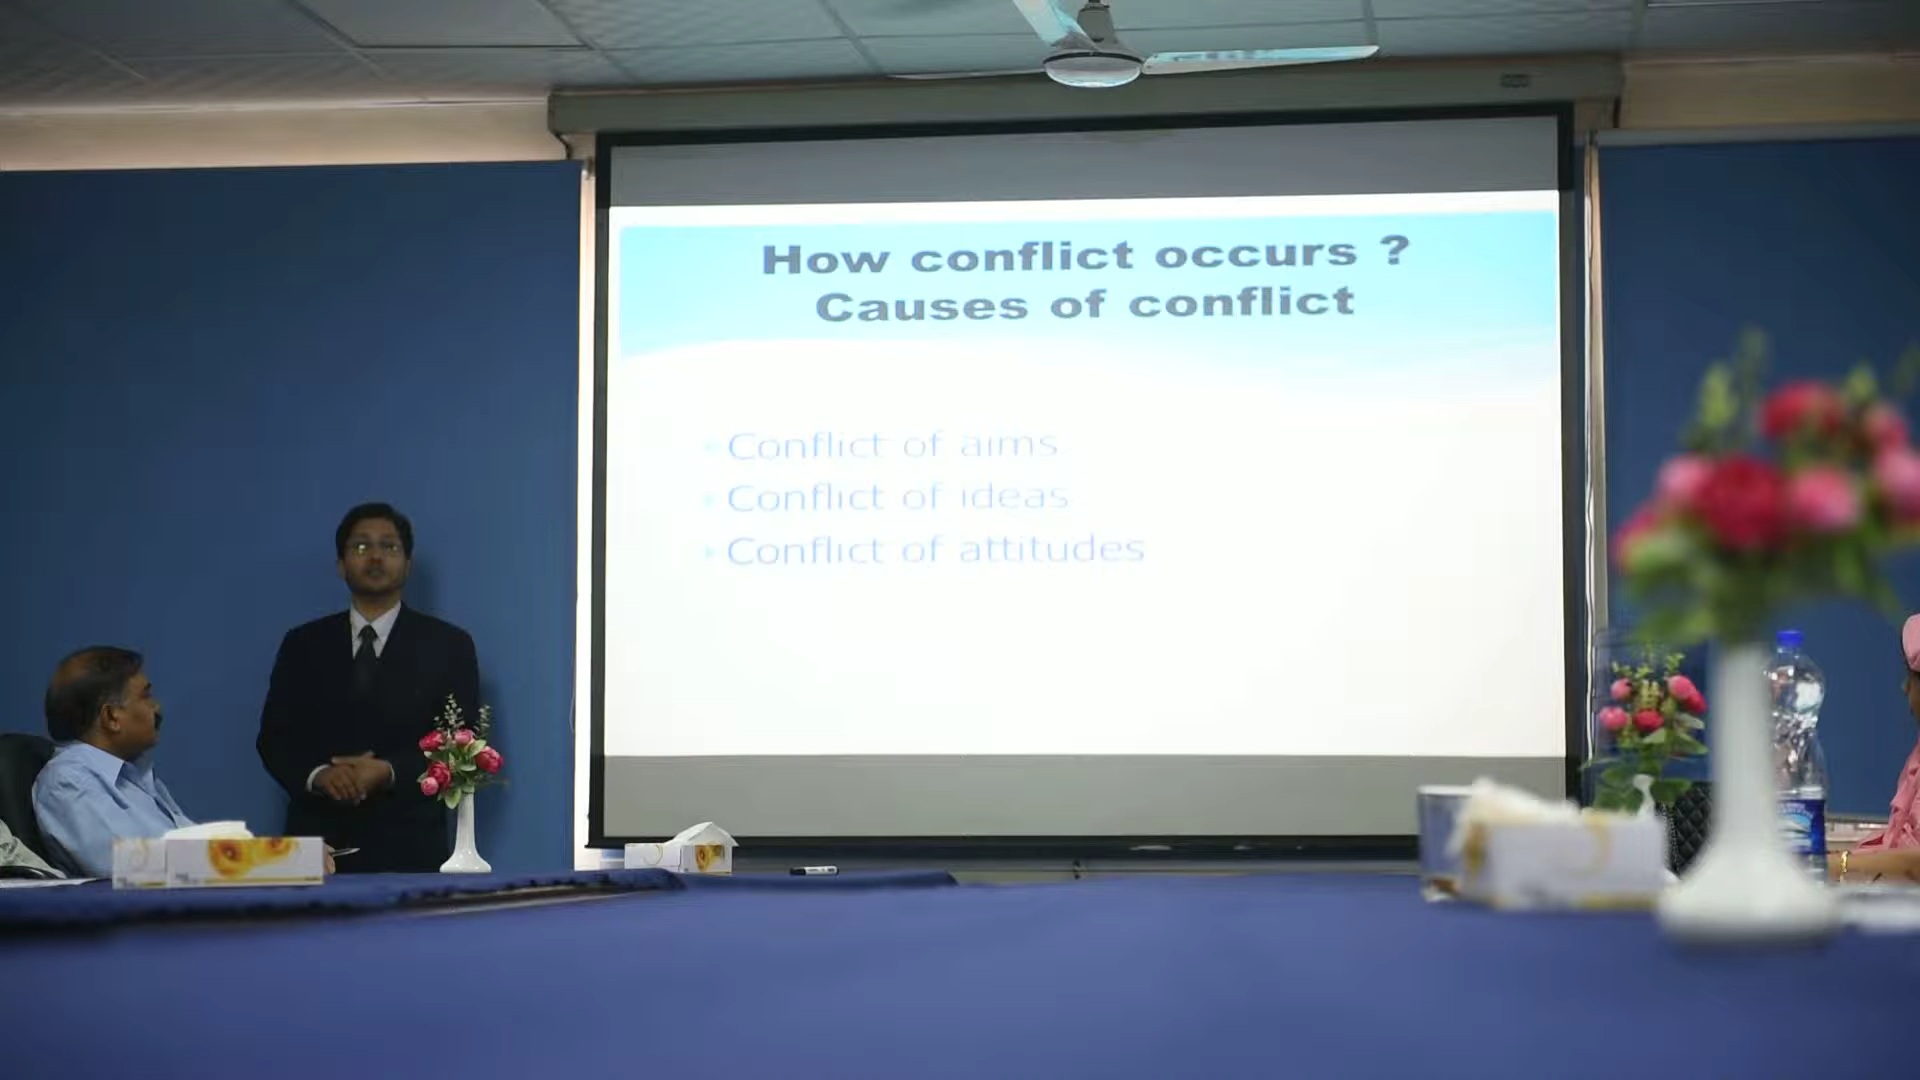 How conflict occurs ?
Causes of conflict
Conflict of aims
Conflict of ideas
Conflict of attitudes